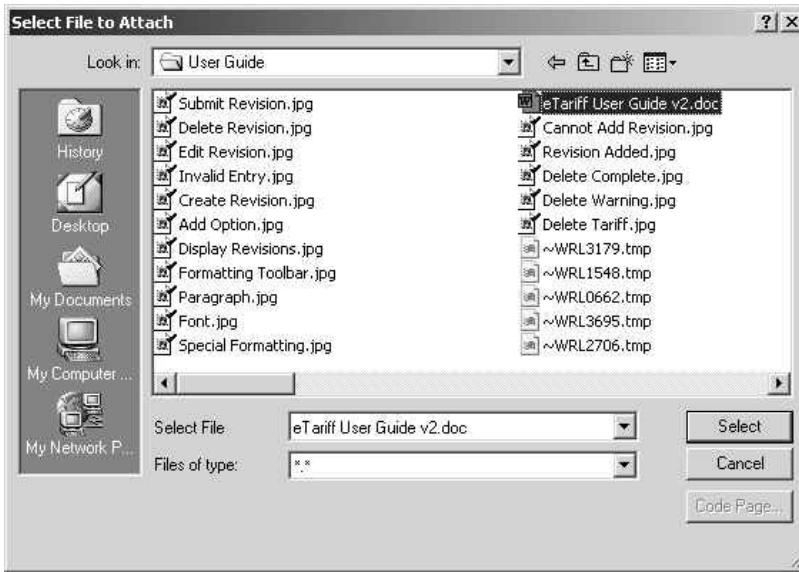 Select File to Attach
Look in: User Guide
History
Desktop
My Documents
My Computer ...
My Network P...
Submit Revision.jpg
Delete Revision.jpg
Edit Revision.jpg
Invalid Entry.jpg
Create Revision.jpg
Add Option.jpg
Display Revisions.jpg
Formatting Toolbar.jpg
Paragraph.jpg
Font.jpg
Special Formatting.jpg
eTariff User Guide v2.doc
Cannot Add Revision.jpg
Revision Added.jpg
Delete Complete.jpg
Delete Warning.jpg
Delete Tariff.jpg
~WRL3179.tmp
~WRL1548.tmp
~WRL0662.tmp
~WRL3695.tmp
~WRL2706.tmp
Select File eTariff User Guide v2.doc Select
Files of type: *.* Cancel
Code Page...